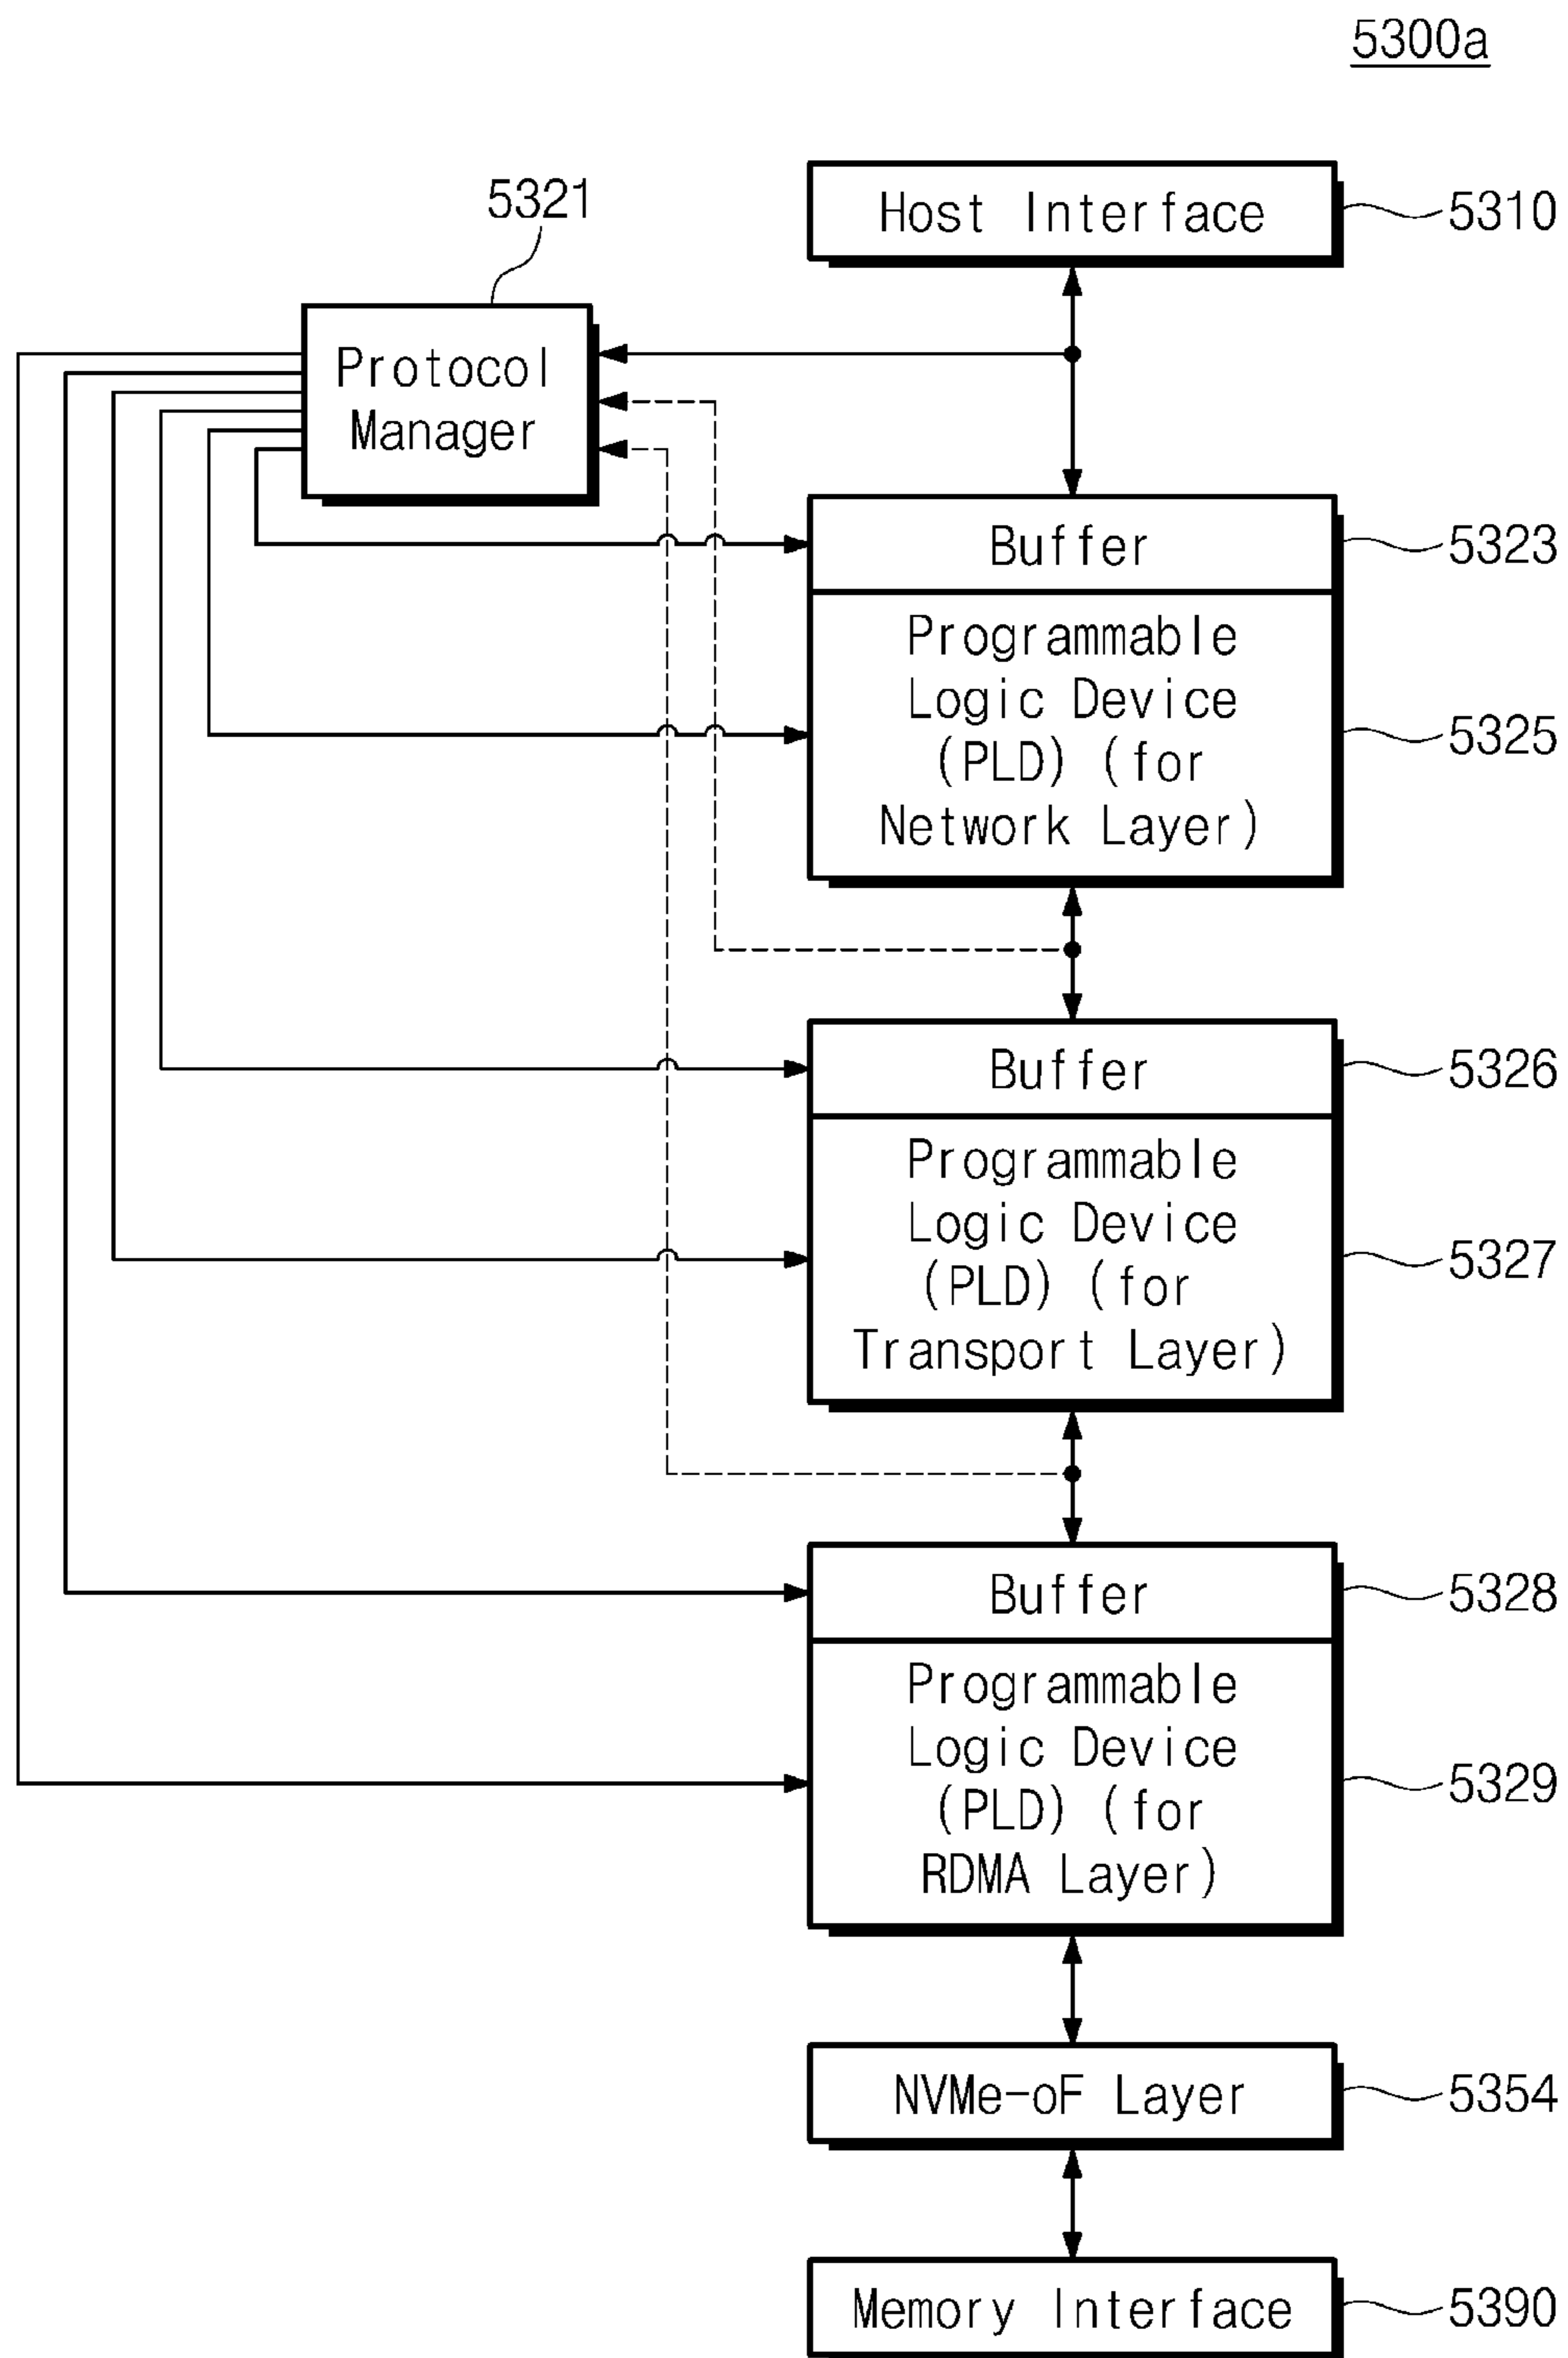 5300a
5321
Host Interface
5310
Protocol
Manager
Buffer
5323
Programmable
Logic Device
(PLD) (for
Network Layer)
5325
Buffer
5326
Programmable
Logic Device
(PLD) (for
Transport Layer)
5327
Buffer
5328
Programmable
Logic Device
(PLD) (for
RDMA Layer)
5329
NVMe-oF Layer
5354
Memory Interface
5390